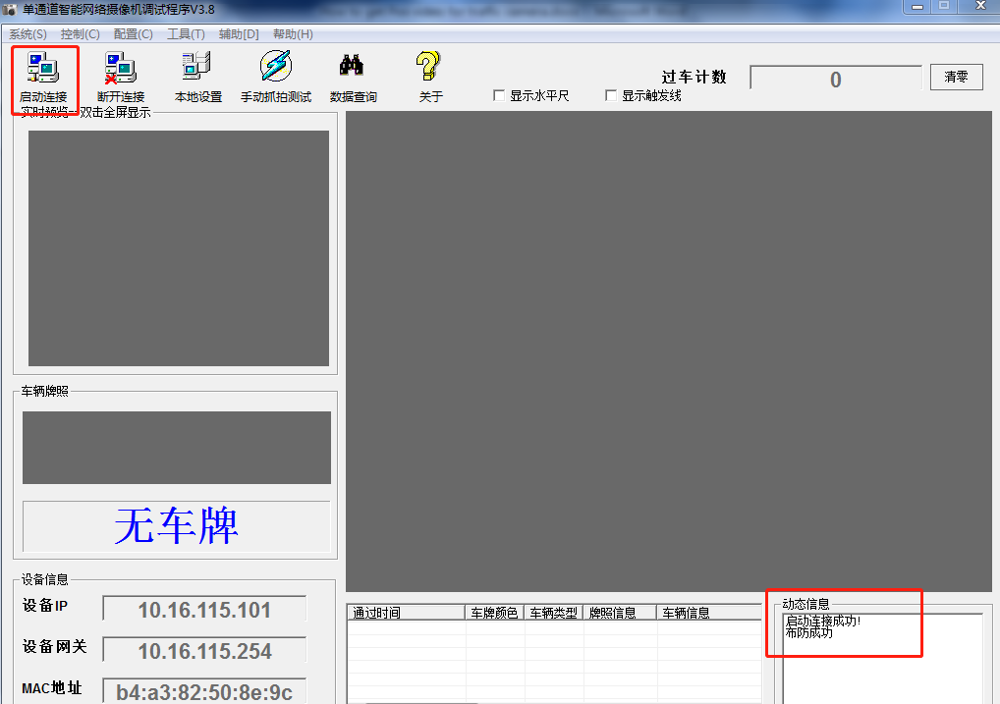 单通道智能网络摄像机调试程序V3.8
系统(S) 控制(C) 配置(C) 工具(T) 辅助[D] 帮助(H)
启动连接 断开连接 本地设置 手动抓拍测试 数据查询 关于
显示水平尺 显示触发线
过车计数 0 清零
实时预览--双击全屏显示
车辆牌照
无车牌
设备信息
设备IP 10.16.115.101
设备网关 10.16.115.254
MAC地址 b4:a3:82:50:8e:9c
通过时间 车牌颜色 车辆类型 牌照信息 车辆信息
动态信息
启动连接成功!
布防成功